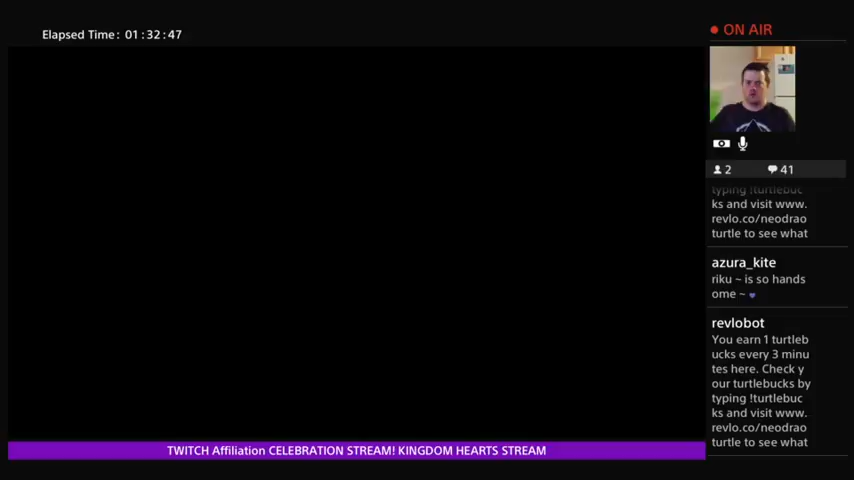 Elapsed Time: 01:32:47
ON AIR
2 41
typing !turtlebuc
ks and visit www.
revlo.co/neodrao
turtle to see what
azura_kite
riku ~ is so hands
ome ~
revlobot
You earn 1 turtleb
ucks every 3 minu
tes here. Check y
our turtlebucks by
typing !turtlebuc
ks and visit www.
revlo.co/neodrao
turtle to see what
TWITCH Affiliation CELEBRATION STREAM! KINGDOM HEARTS STREAM